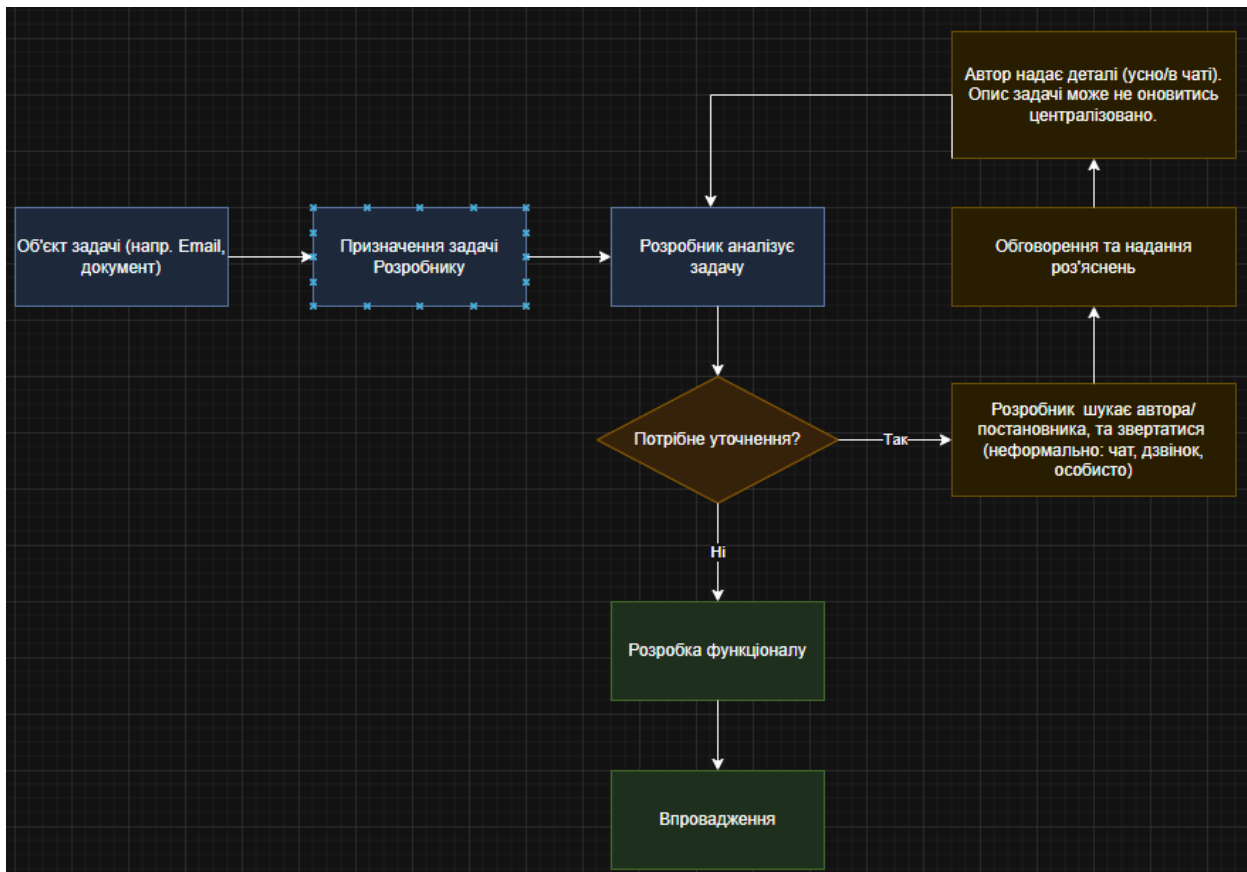 Автор надає деталі (усно/в чаті).
Опис задачі може не оновитись
централізовано.
Об'єкт задачі (напр. Email,
документ)
Призначення задачі
Розробнику
Розробник аналізує
задачу
Обговорення та надання
роз'яснень
Потрібне уточнення?
Так
Розробник шукає автора/
постановника, та звертатися
(неформально: чат, дзвінок,
особисто)
Ні
Розробка функціоналу
Впровадження